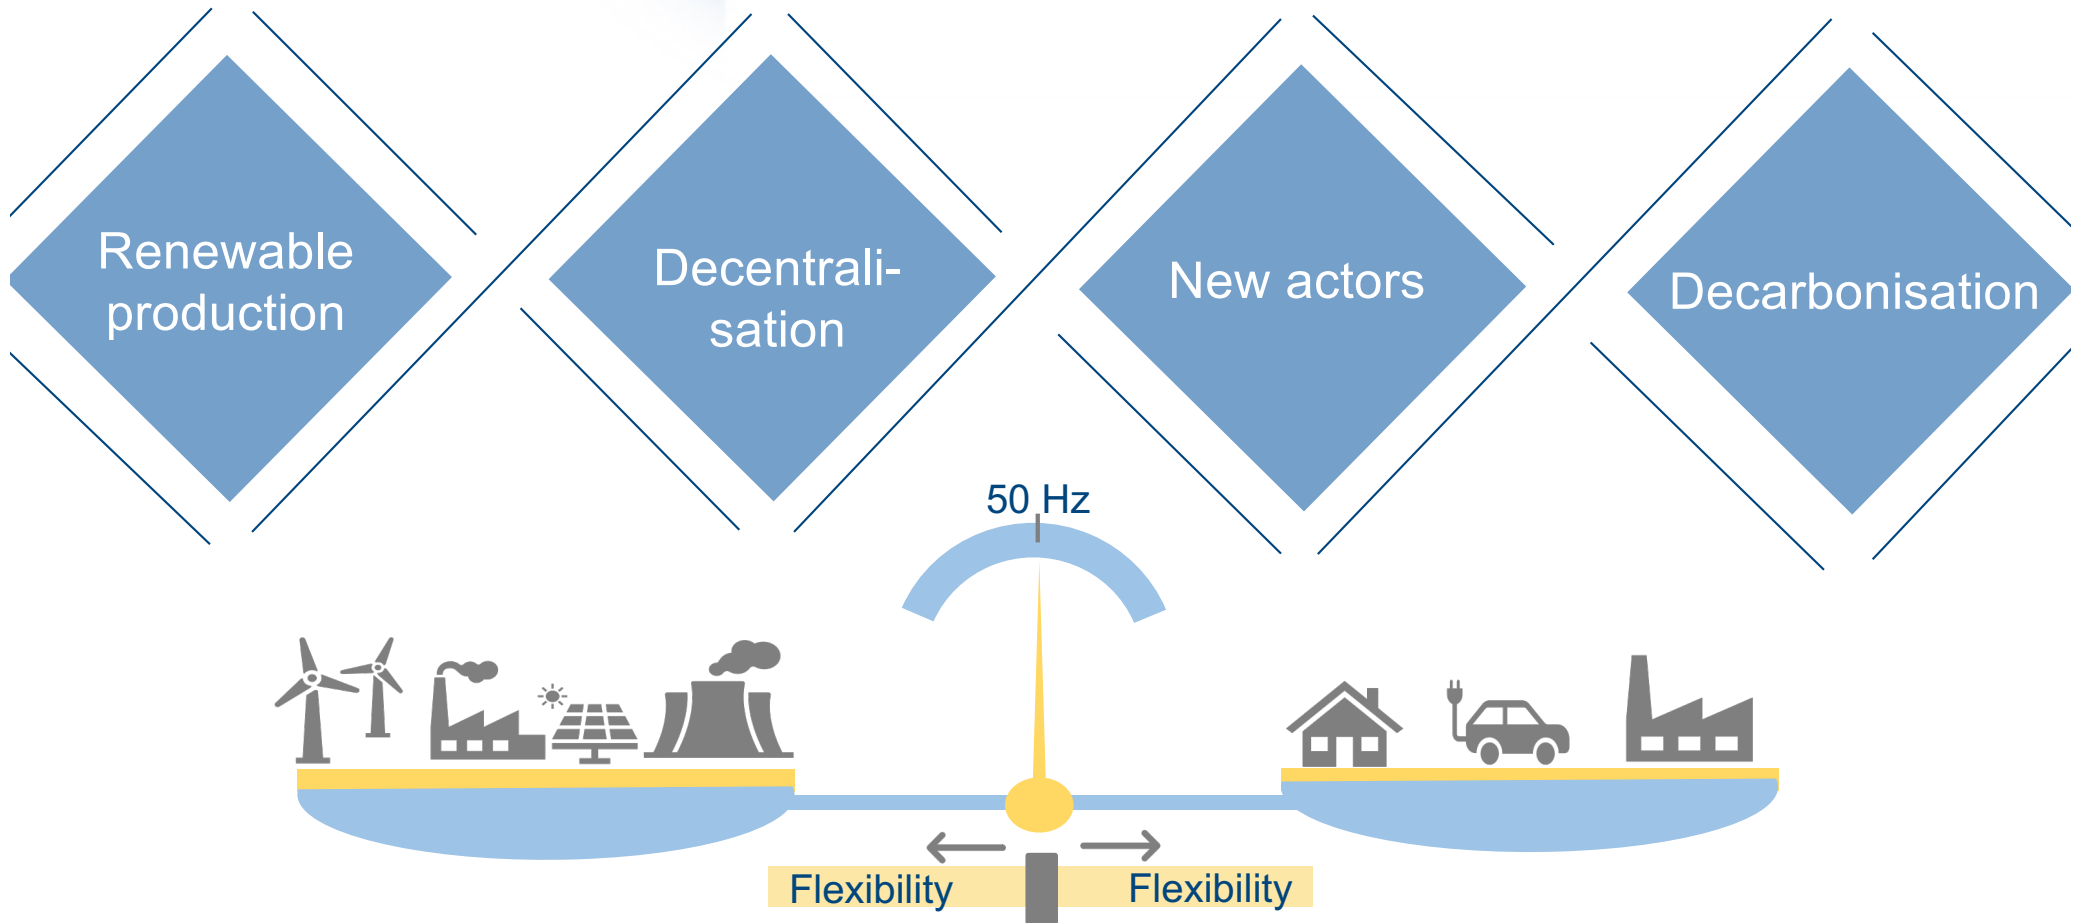 Renewable
production
Decentrali-
sation
New actors
Decarbonisation
50 Hz
Flexibility
Flexibility